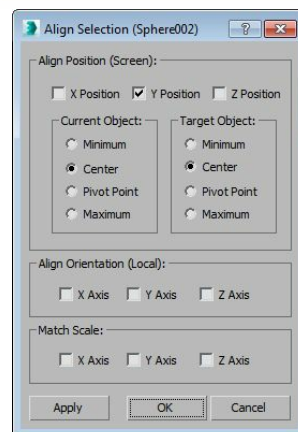 Align Selection (Sphere002)
Align Position (Screen):
X Position Y Position Z Position
Current Object: Target Object:
Minimum Minimum
Center Center
Pivot Point Pivot Point
Maximum Maximum
Align Orientation (Local):
X Axis Y Axis Z Axis
Match Scale:
X Axis Y Axis Z Axis
Apply OK Cancel